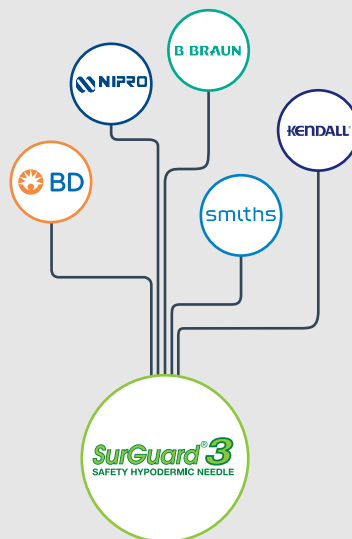 B BRAUN
NIPRO
KENDALL
BD
smiths
SurGuard®3
SAFETY HYPODERMIC NEEDLE